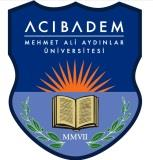 ACIBADEM
MEHMET ALİ AYDINLAR
ÜNİVERSİTESİ
MMVII